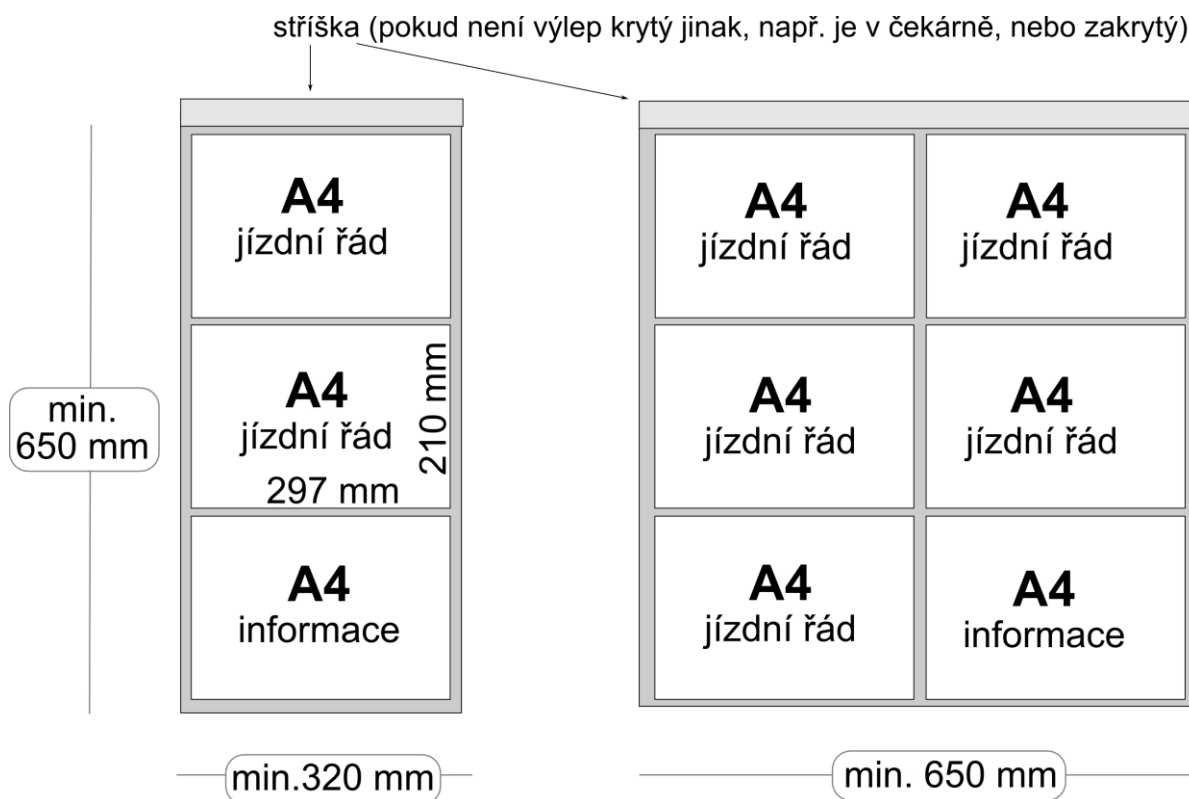 stříška (pokud není výlep krytý jinak, např. je v čekárně, nebo zakrytý)
A4
jízdní řád
A4
jízdní řád
297 mm
210 mm
A4
informace
min.
650 mm
min.320 mm
A4
jízdní řád
A4
jízdní řád
A4
jízdní řád
A4
jízdní řád
A4
jízdní řád
A4
informace
min. 650 mm